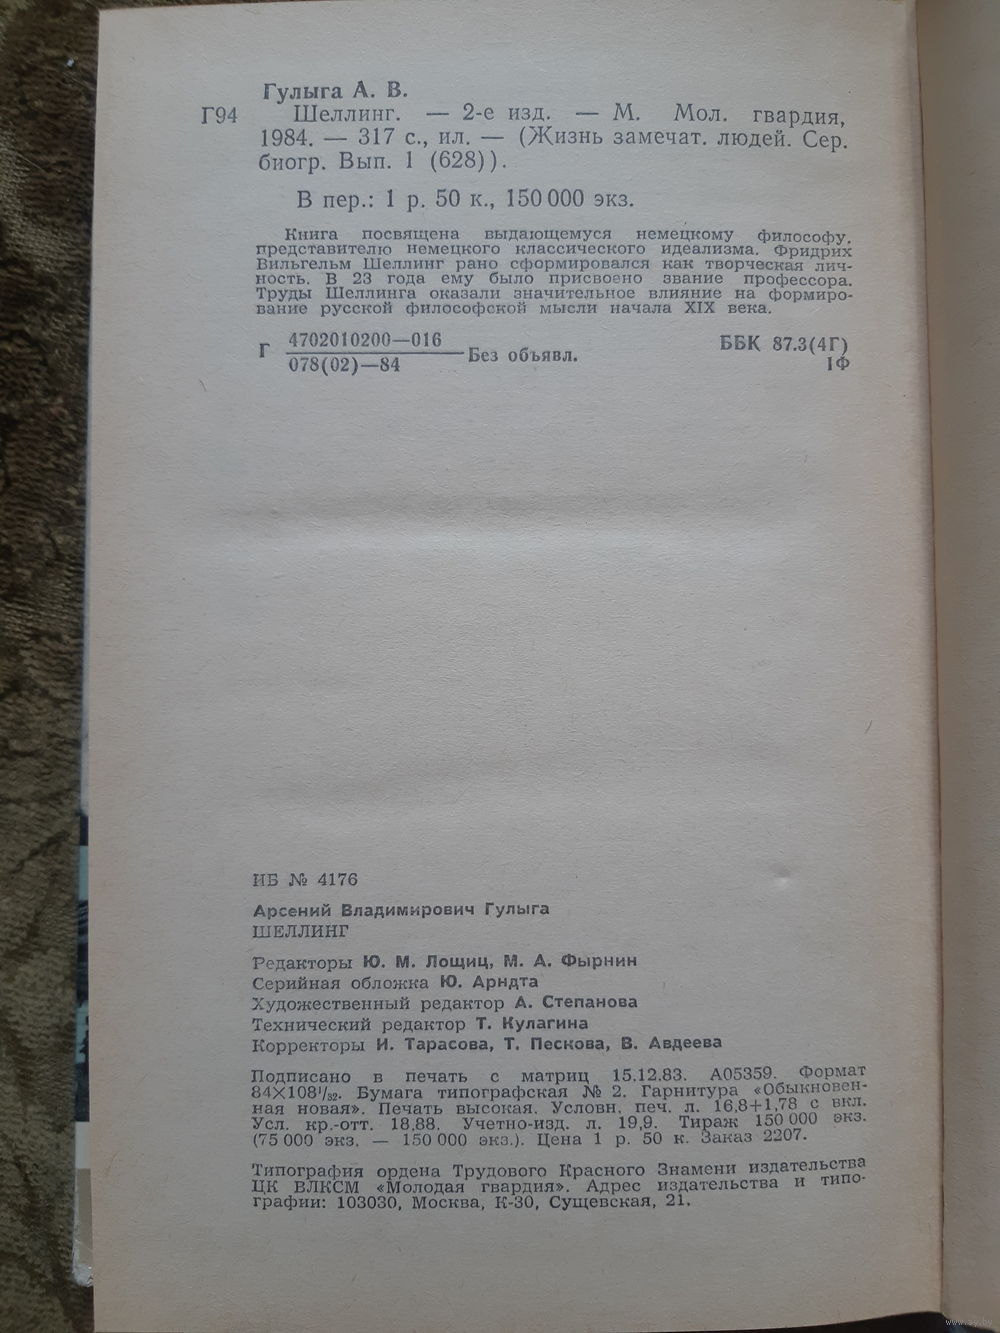 Гулыга А. В.
Г94 Шеллинг. — 2-е изд. — М. Мол. гвардия,
1984. — 317 с., ил. — (Жизнь замечат. людей. Сер.
биогр. Вып. 1 (628)).
В пер.: 1 р. 50 к., 150 000 экз.
Книга посвящена выдающемуся немецкому философу,
представителю немецкого классического идеализма. Фридрих
Вильгельм Шеллинг рано сформировался как творческая лич-
ность. В 23 года ему было присвоено звание профессора.
Труды Шеллинга оказали значительное влияние на формиро-
вание русской философской мысли начала XIX века.
Г 4702010200—016
078(02)—84 Без объявл.
ББК 87.3(4Г)
1Ф
ИБ № 4176
Арсений Владимирович Гулыга
ШЕЛЛИНГ
Редакторы Ю. М. Лощиц, М. А. Фырнин
Серийная обложка Ю. Арндта
Художественный редактор А. Степанова
Технический редактор Т. Кулагина
Корректоры И. Тарасова, Т. Пескова, В. Авдеева
Подписано в печать с матриц 15.12.83. А05359. Формат
84×108¹/₃₂. Бумага типографская № 2. Гарнитура «Обыкновен-
ная новая». Печать высокая. Условн. печ. л. 16,8+1,78 с вкл.
Усл. кр.-отт. 18,88. Учетно-изд. л. 19,9. Тираж 150 000 экз.
(75 000 экз. — 150 000 экз.). Цена 1 р. 50 к. Заказ 2207.
Типография ордена Трудового Красного Знамени издательства
ЦК ВЛКСМ «Молодая гвардия». Адрес издательства и типо-
графии: 103030, Москва, К-30, Сущевская, 21.
www.ay.by